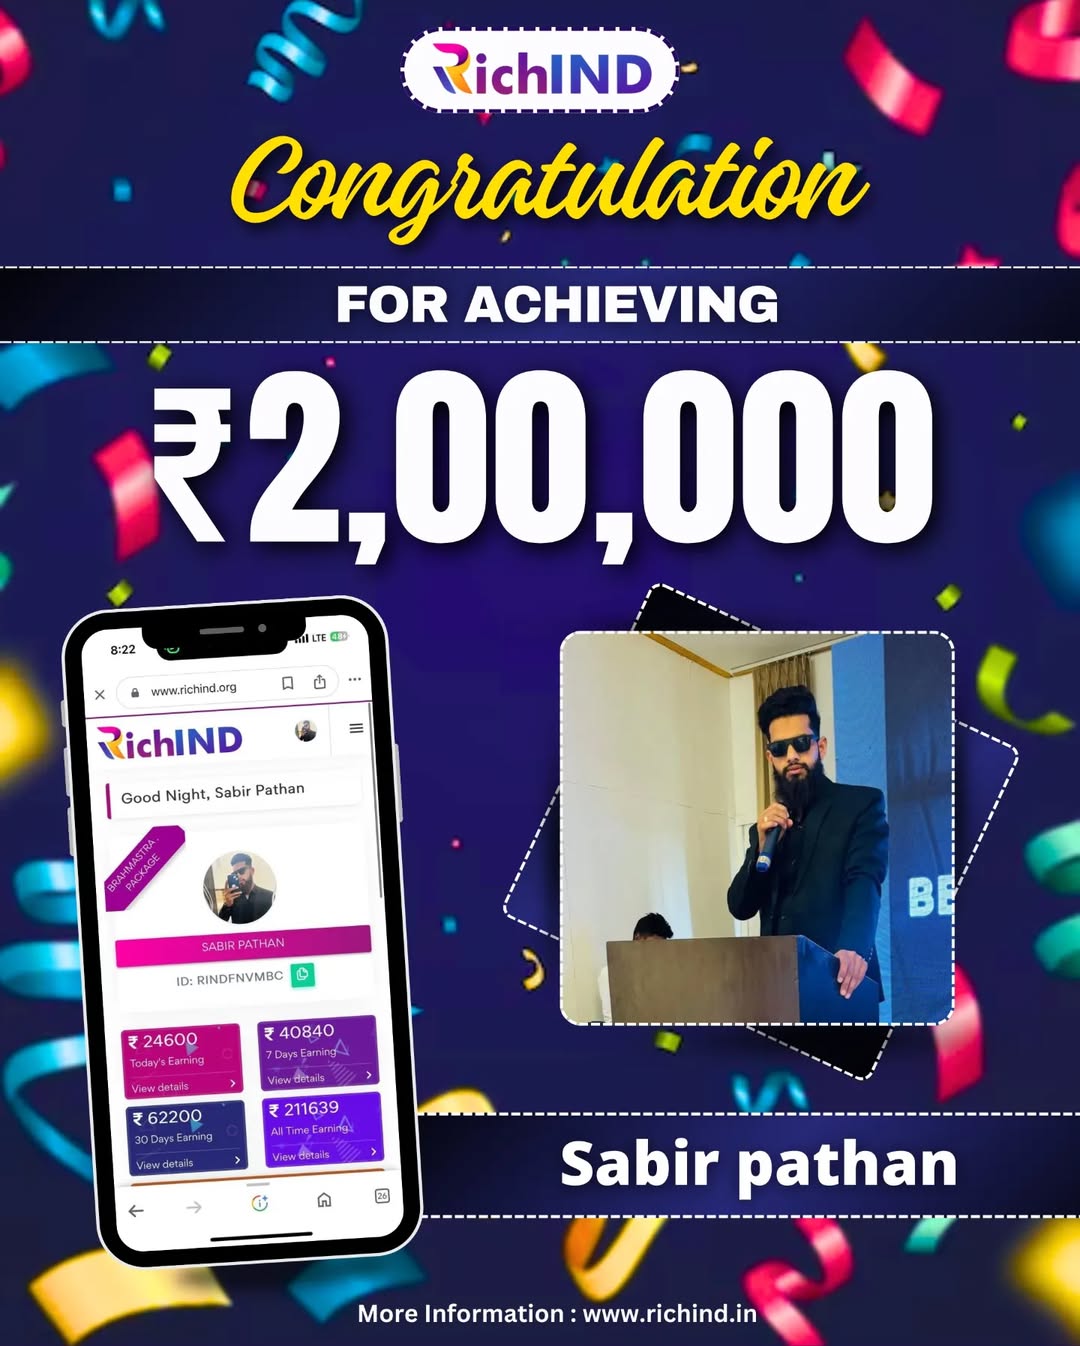 RichIND
Congratulation
FOR ACHIEVING
₹2,00,000
8:22
LTE 48
www.richind.org
RichIND
Good Night, Sabir Pathan
BRAHMASTRA
PACKAGE
SABIR PATHAN
ID: RINDFNVMBC
₹ 24600
Today's Earning
View details
₹ 40840
7 Days Earning
View details
₹ 62200
30 Days Earning
View details
₹ 211639
All Time Earning
View details
26
BE
Sabir pathan
More Information : www.richind.in